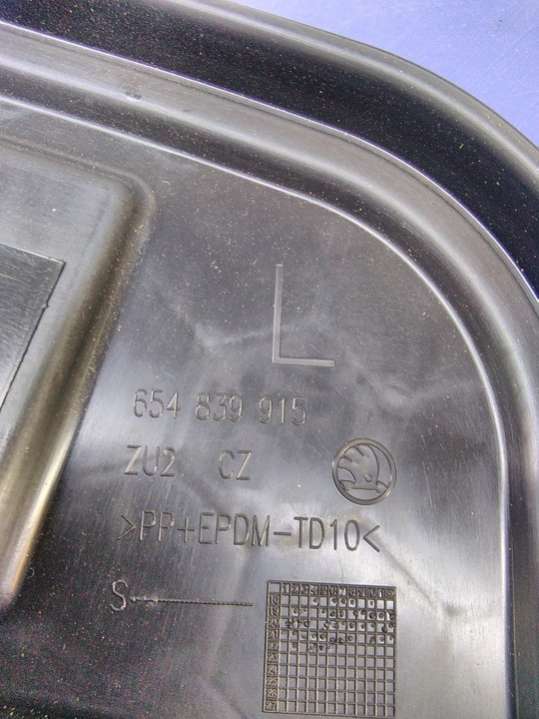 L
654 839 915
ZU2 CZ
>PP+EPDM-TD10<
S